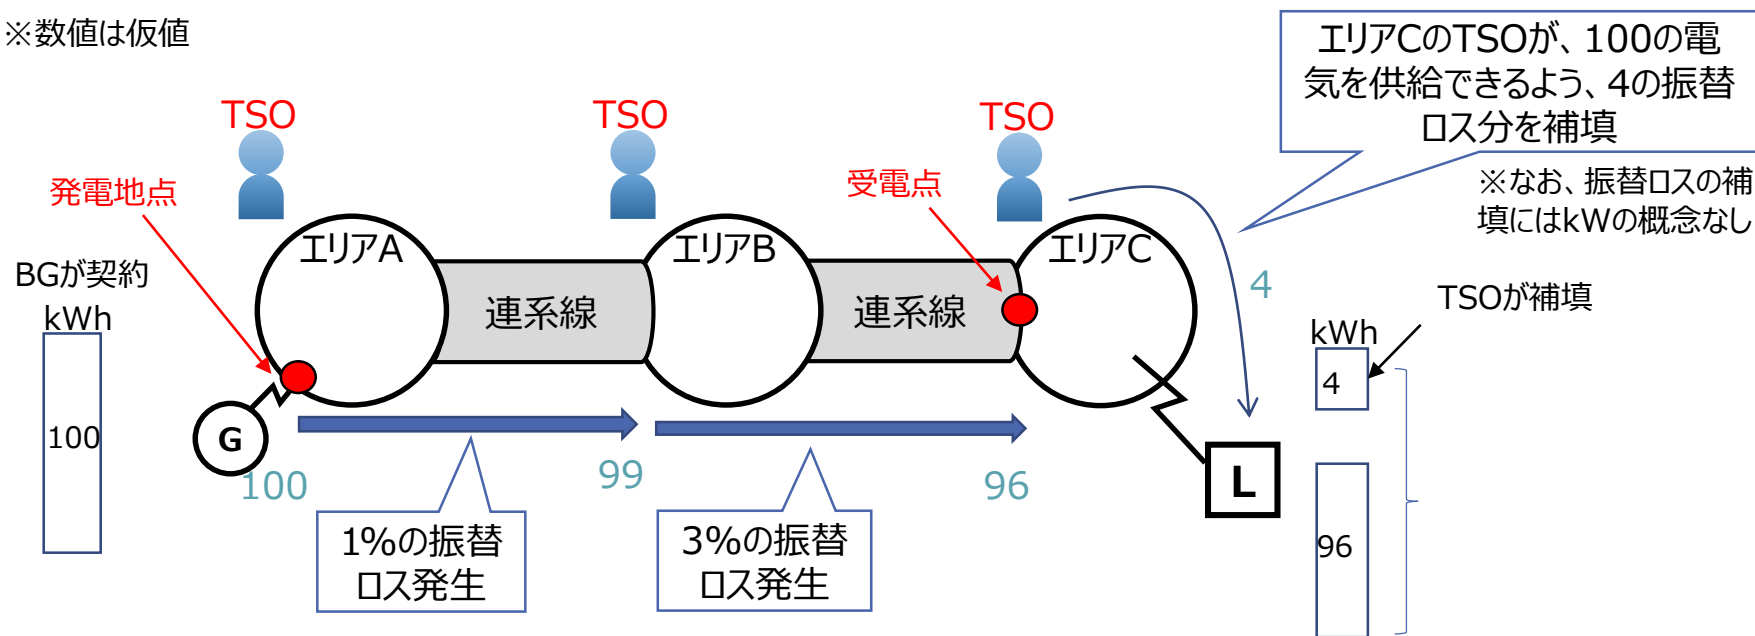 ※数値は仮値
エリアCのTSOが、100の電
気を供給できるよう、4の振替
ロス分を補填
※なお、振替ロスの補
填にはkWの概念なし
TSO
TSO
TSO
発電地点
受電点
エリアA
エリアB
エリアC
連系線
連系線
BGが契約
kWh
100
G
100
99
96
4
L
TSOが補填
kWh
4
96
1%の振替
ロス発生
3%の振替
ロス発生